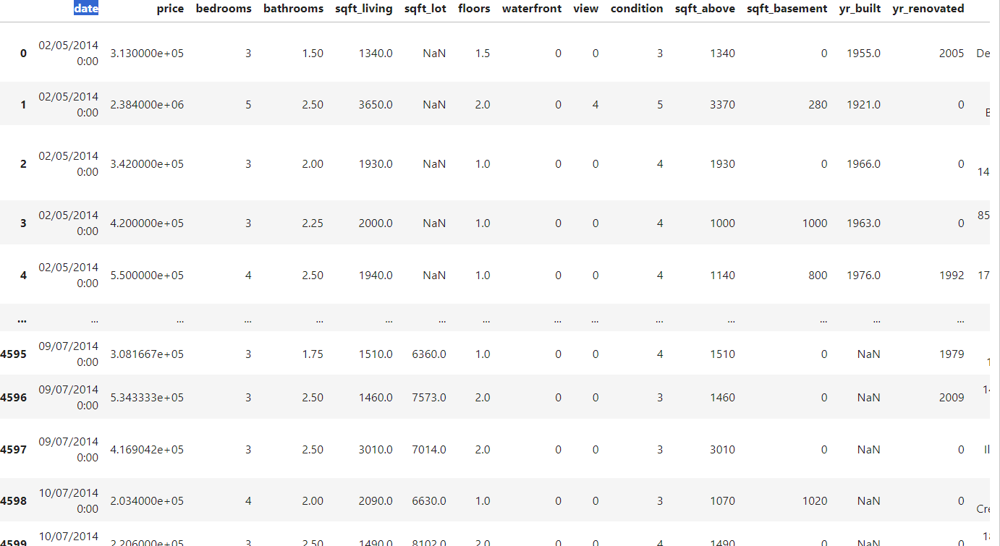 date price bedrooms bathrooms sqft_living sqft_lot floors waterfront view condition sqft_above sqft_basement yr_built yr_renovated
0 02/05/2014 0:00 3.130000e+05 3 1.50 1340.0 NaN 1.5 0 0 3 1340 0 1955.0 2005 De
1 02/05/2014 0:00 2.384000e+06 5 2.50 3650.0 NaN 2.0 0 4 5 3370 280 1921.0 0
2 02/05/2014 0:00 3.420000e+05 3 2.00 1930.0 NaN 1.0 0 0 4 1930 0 1966.0 0 14
3 02/05/2014 0:00 4.200000e+05 3 2.25 2000.0 NaN 1.0 0 0 4 1000 1000 1963.0 0 85
4 02/05/2014 0:00 5.500000e+05 4 2.50 1940.0 NaN 1.0 0 0 4 1140 800 1976.0 1992 17
... ... ... ... ... ... ... ... ... ... ... ... ... ... ...
4595 09/07/2014 0:00 3.081667e+05 3 1.75 1510.0 6360.0 1.0 0 0 4 1510 0 NaN 1979
4596 09/07/2014 0:00 5.343333e+05 3 2.50 1460.0 7573.0 2.0 0 0 3 1460 0 NaN 2009
4597 09/07/2014 0:00 4.169042e+05 3 2.50 3010.0 7014.0 2.0 0 0 3 3010 0 NaN 0
4598 10/07/2014 0:00 2.034000e+05 4 2.00 2090.0 6630.0 1.0 0 0 3 1070 1020 NaN 0 Cre
4599 10/07/2014 2.206000e+05 3 2.50 1490.0 8102.0 2.0 0 0 4 1490 0 NaN 0